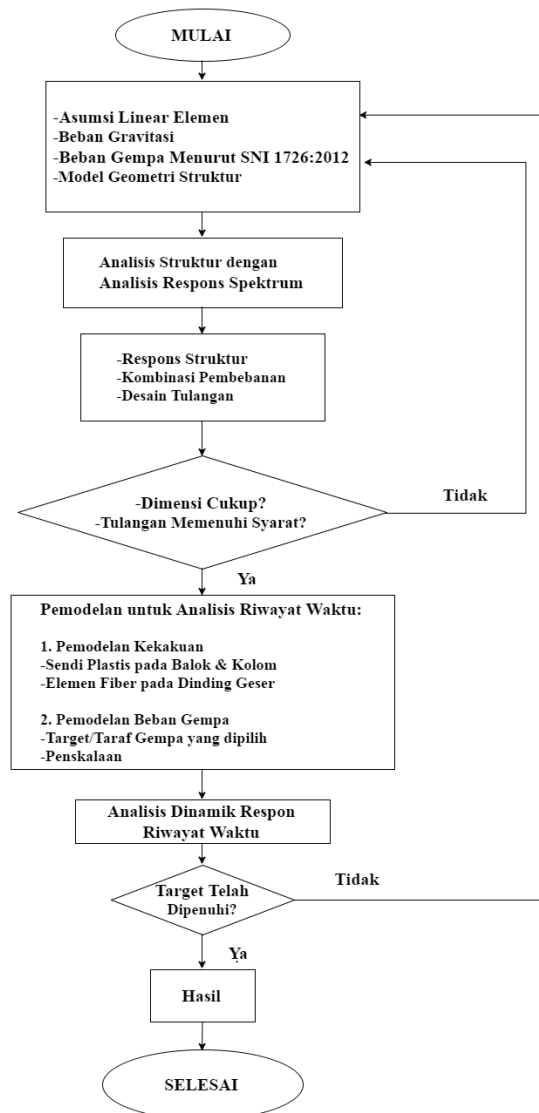 MULAI
-Asumsi Linear Elemen
-Beban Gravitasi
-Beban Gempa Menurut SNI 1726:2012
-Model Geometri Struktur
Analisis Struktur dengan
Analisis Respons Spektrum
-Respons Struktur
-Kombinasi Pembebanan
-Desain Tulangan
-Dimensi Cukup?
-Tulangan Memenuhi Syarat?
Tidak
Ya
Pemodelan untuk Analisis Riwayat Waktu:
1. Pemodelan Kekakuan
-Sendi Plastis pada Balok & Kolom
-Elemen Fiber pada Dinding Geser
2. Pemodelan Beban Gempa
-Target/Taraf Gempa yang dipilih
-Penskalaan
Analisis Dinamik Respon
Riwayat Waktu
Target Telah
Dipenuhi?
Tidak
Ya
Hasil
SELESAI